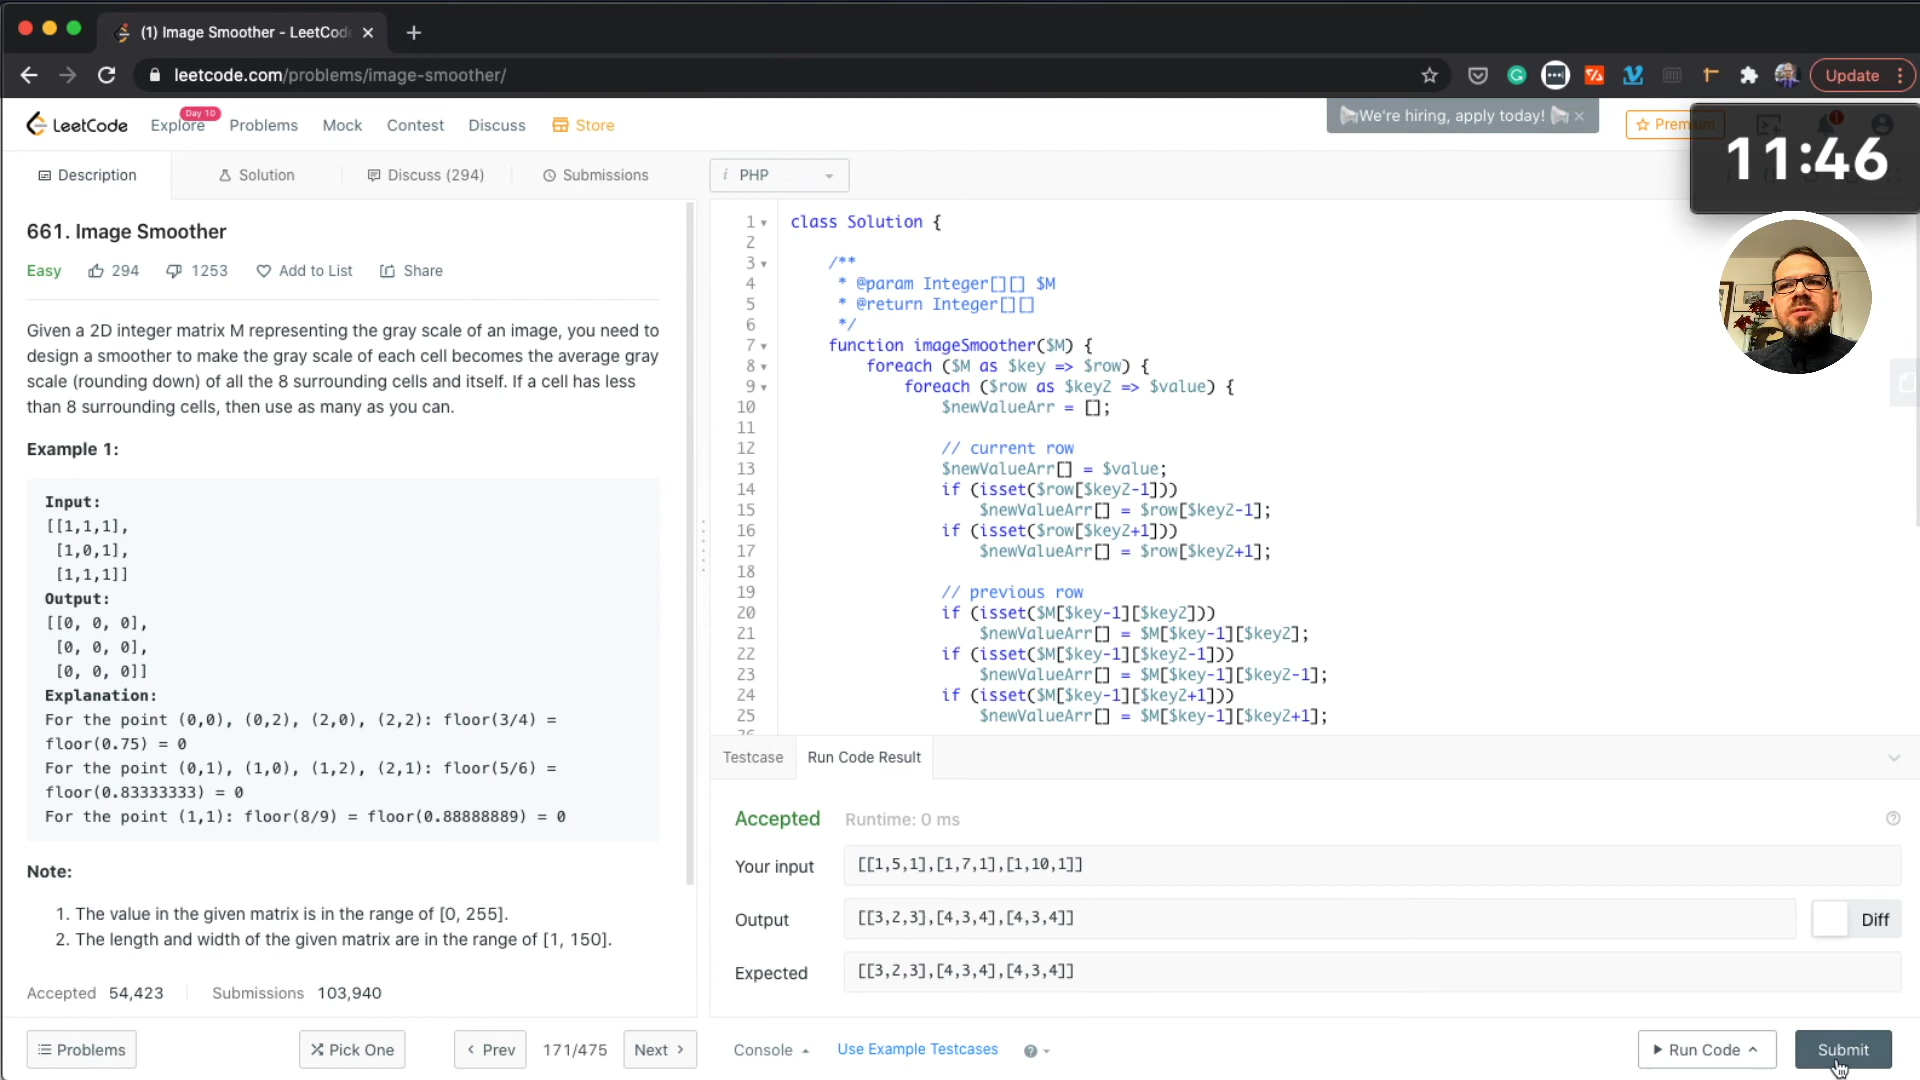 (1) Image Smoother - LeetCod
leetcode.com/problems/image-smoother/
Update
LeetCode
Explore
Day 10
Problems
Mock
Contest
Discuss
Store
We're hiring, apply today!
Premium
11:46
Description
Solution
Discuss (294)
Submissions
i PHP
661. Image Smoother
Easy
294
1253
Add to List
Share
Given a 2D integer matrix M representing the gray scale of an image, you need to
design a smoother to make the gray scale of each cell becomes the average gray
scale (rounding down) of all the 8 surrounding cells and itself. If a cell has less
than 8 surrounding cells, then use as many as you can.
Example 1:
Input:
[[1,1,1],
[1,0,1],
[1,1,1]]
Output:
[[0, 0, 0],
[0, 0, 0],
[0, 0, 0]]
Explanation:
For the point (0,0), (0,2), (2,0), (2,2): floor(3/4) =
floor(0.75) = 0
For the point (0,1), (1,0), (1,2), (2,1): floor(5/6) =
floor(0.83333333) = 0
For the point (1,1): floor(8/9) = floor(0.88888889) = 0
Note:
1. The value in the given matrix is in the range of [0, 255].
2. The length and width of the given matrix are in the range of [1, 150].
Accepted 54,423
Submissions 103,940
Problems
Pick One
Prev
171/475
Next
1 class Solution {
2
3 /**
4 * @param Integer[][] $M
5 * @return Integer[][]
6 */
7 function imageSmoother($M) {
8 foreach ($M as $key => $row) {
9 foreach ($row as $key2 => $value) {
10 $newValueArr = [];
11
12 // current row
13 $newValueArr[] = $value;
14 if (isset($row[$key2-1]))
15 $newValueArr[] = $row[$key2-1];
16 if (isset($row[$key2+1]))
17 $newValueArr[] = $row[$key2+1];
18
19 // previous row
20 if (isset($M[$key-1][$key2]))
21 $newValueArr[] = $M[$key-1][$key2];
22 if (isset($M[$key-1][$key2-1]))
23 $newValueArr[] = $M[$key-1][$key2-1];
24 if (isset($M[$key-1][$key2+1]))
25 $newValueArr[] = $M[$key-1][$key2+1];
Testcase
Run Code Result
Accepted
Runtime: 0 ms
Your input
[[1,5,1],[1,7,1],[1,10,1]]
Output
[[3,2,3],[4,3,4],[4,3,4]]
Diff
Expected
[[3,2,3],[4,3,4],[4,3,4]]
Console
Use Example Testcases
Run Code
Submit